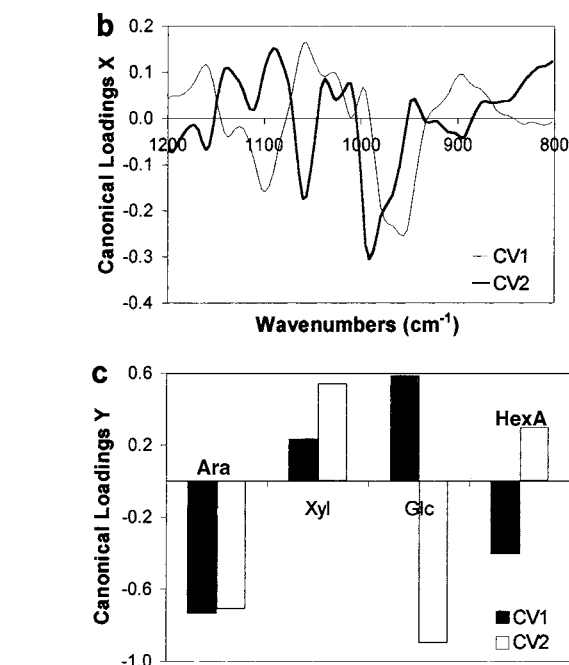 b
0.2
0.1
0.0
-0.1
-0.2
-0.3
-0.4
Canonical Loadings X
1200 1100 1000 900 800
CV1
CV2
Wavenumbers (cm-1)
c
0.6
0.2
-0.2
-0.6
-1.0
Canonical Loadings Y
Ara
Xyl
Glc
HexA
CV1
CV2